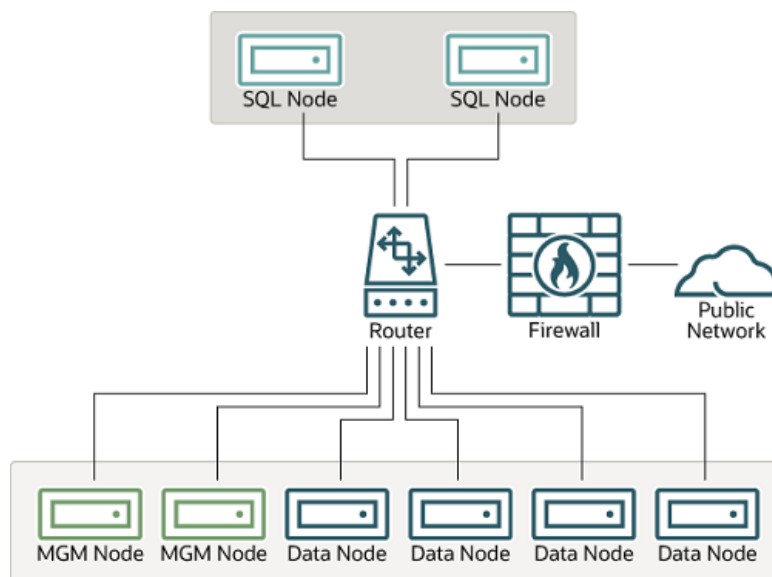 SQL Node
SQL Node
Router
Firewall
Public
Network
MGM Node
MGM Node
Data Node
Data Node
Data Node
Data Node